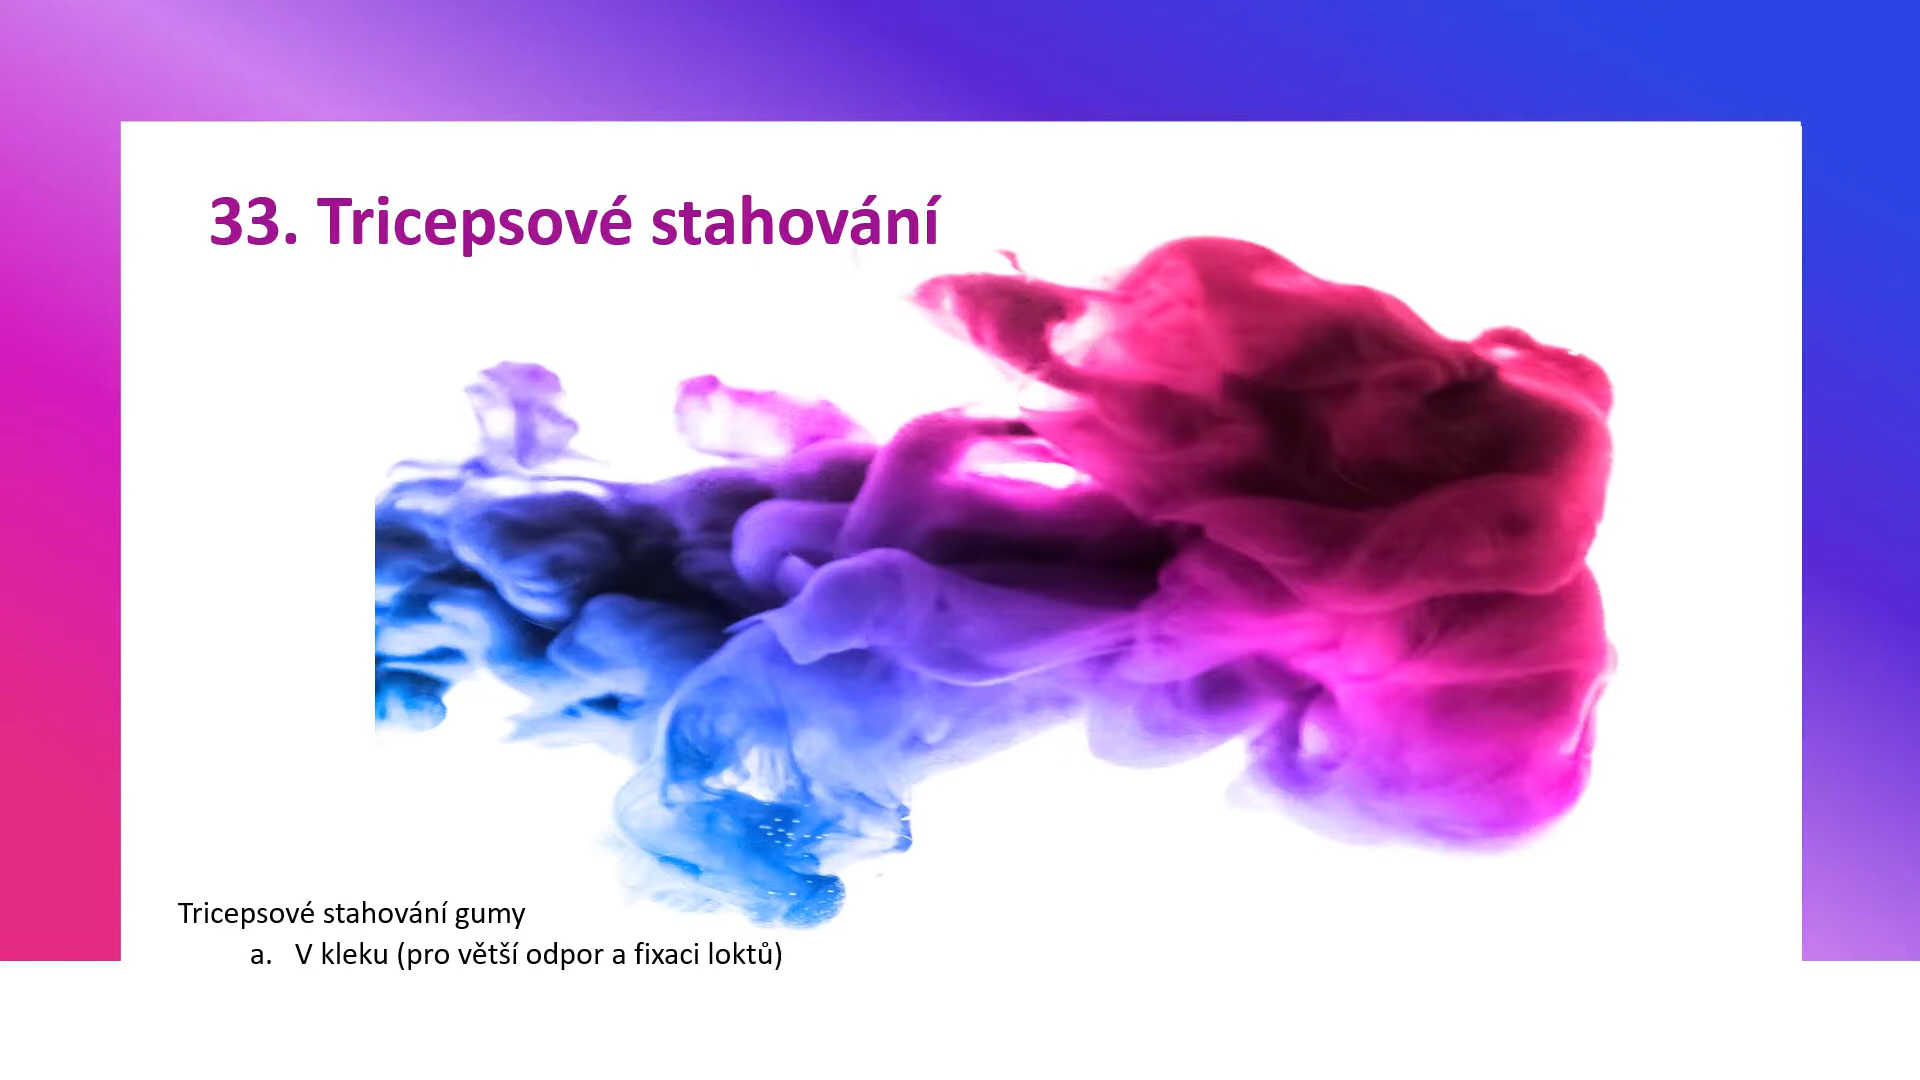 33. Tricepsové stahování
Tricepsové stahování gumy
a. V kleku (pro větší odpor a fixaci loktů)